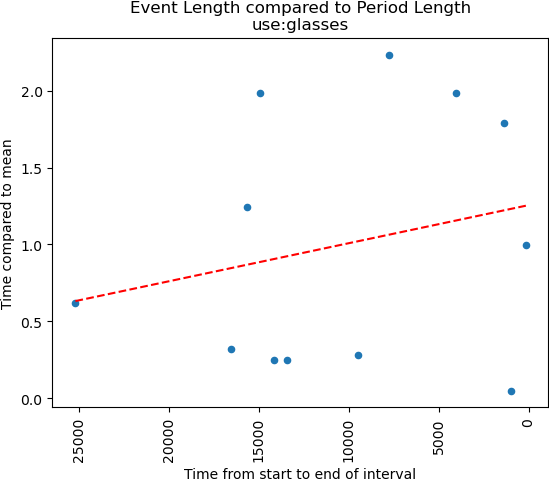 Event Length compared to Period Length
use:glasses
Time compared to mean
2.0
1.5
1.0
0.5
0.0
25000
20000
15000
10000
5000
0
Time from start to end of interval